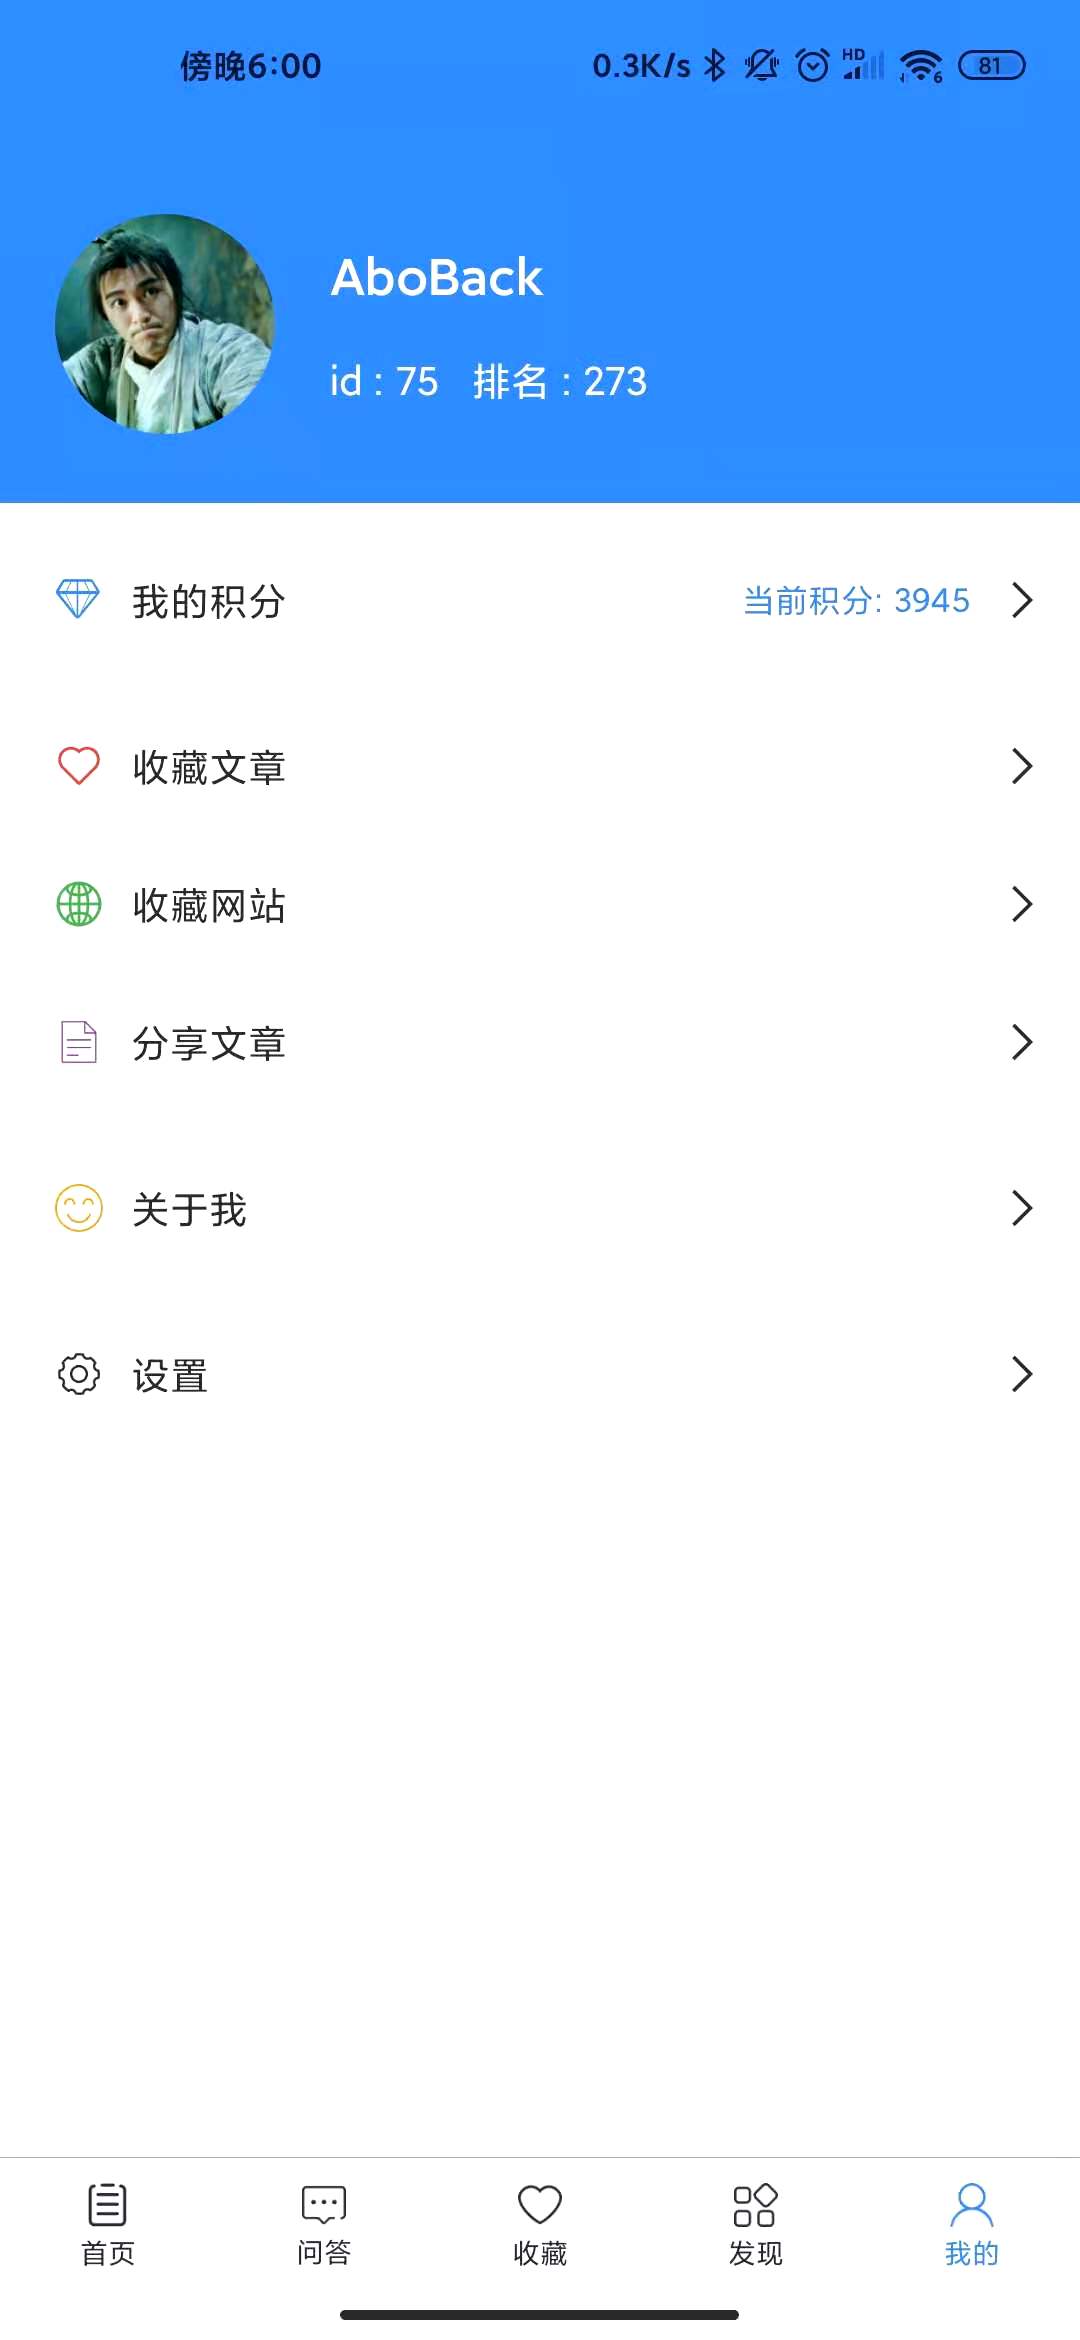 傍晚6:00 0.3K/s HD 6 81
AboBack
id : 75 排名 : 273
我的积分 当前积分: 3945
收藏文章
收藏网站
分享文章
关于我
设置
首页 问答 收藏 发现 我的